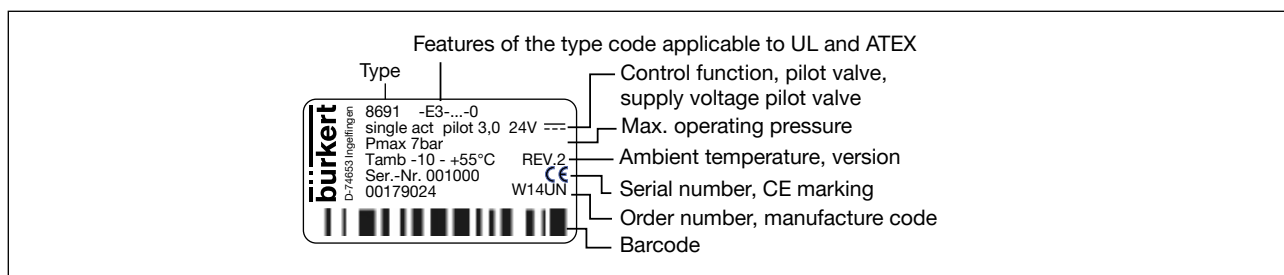 Features of the type code applicable to UL and ATEX
Type
Control function, pilot valve,
supply voltage pilot valve
Max. operating pressure
Ambient temperature, version
Serial number, CE marking
Order number, manufacture code
Barcode
bürkert
D-74653 Ingelfingen
8691 -E3-...-0
single act pilot 3,0 24V
Pmax 7bar
Tamb -10 - +55°C REV.2
Ser.-Nr. 001000 CE
00179024 W14UN